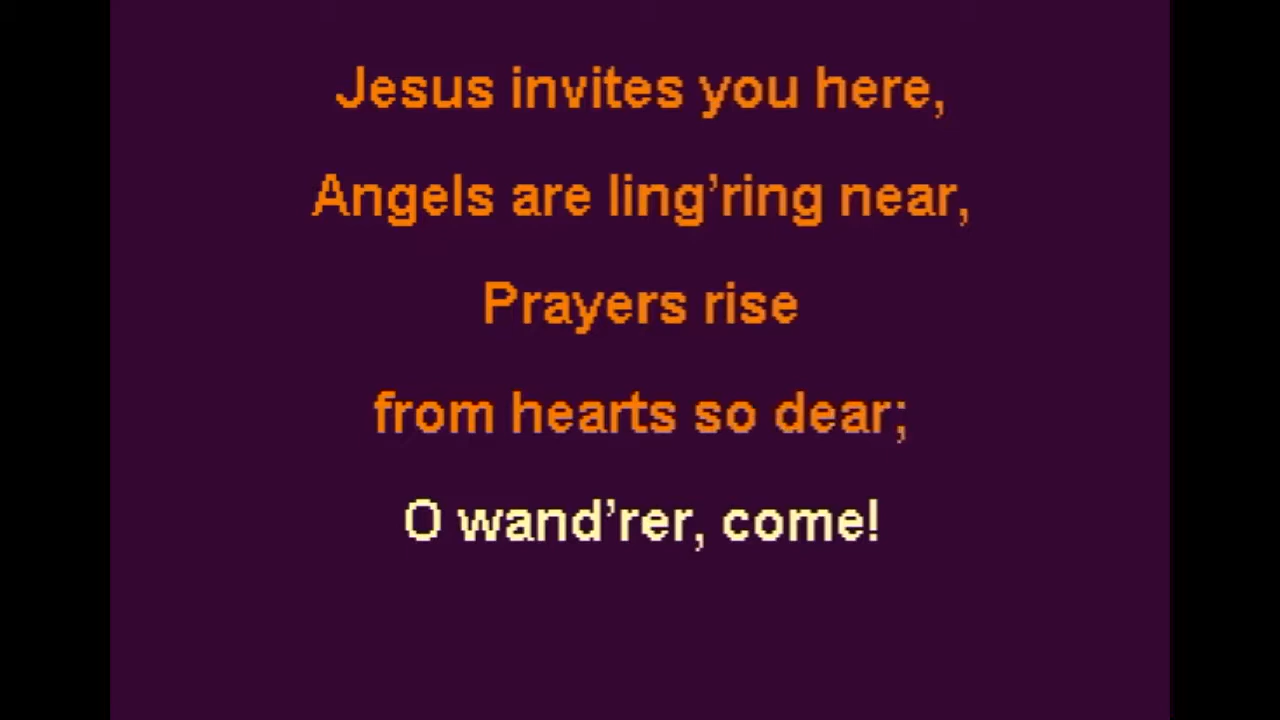 Jesus invites you here,
Angels are ling’ring near,
Prayers rise
from hearts so dear;
O wand’rer, come!